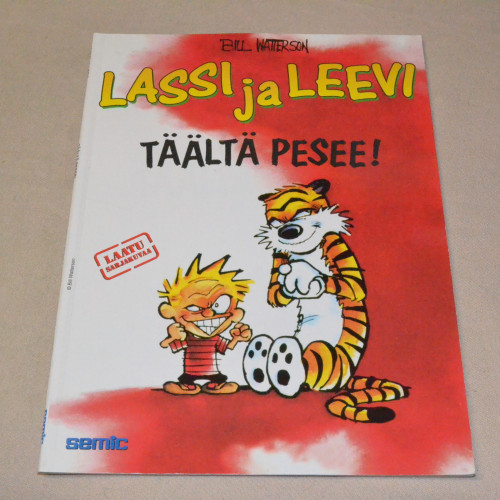 BILL WATTERSON
LASSI ja LEEVI
TÄÄLTÄ PESEE!
LAATU
SARJAKUVAA
semic